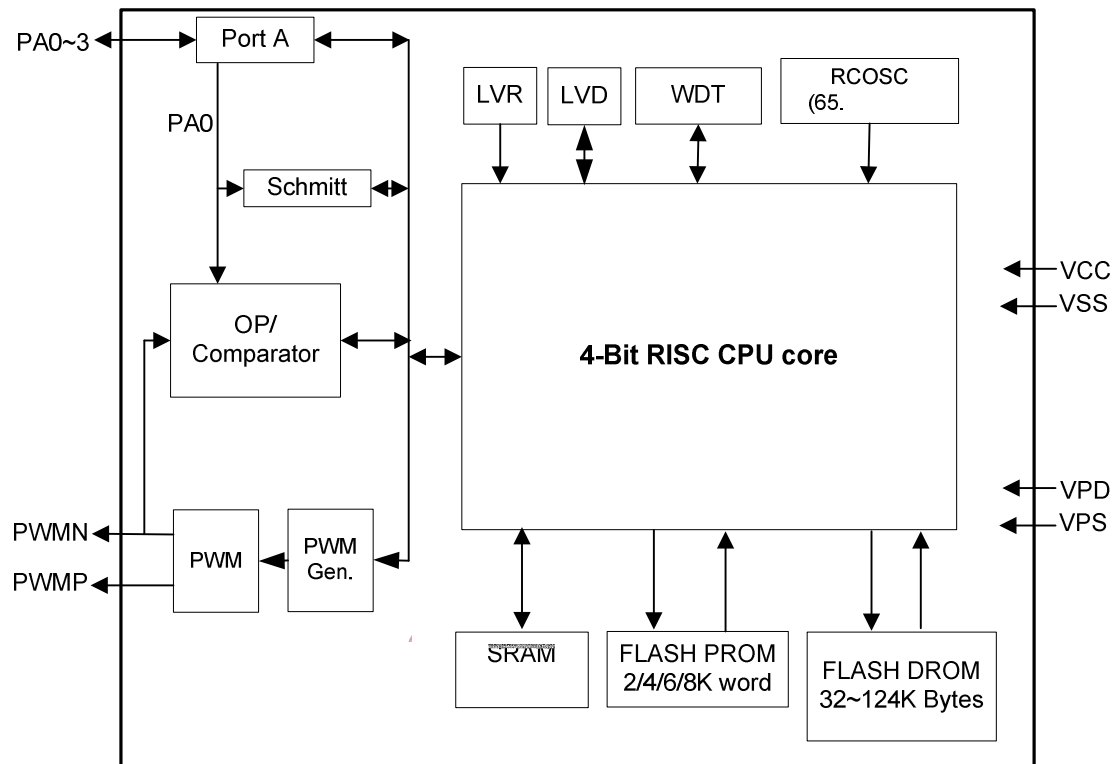 PA0~3
Port A
LVR
LVD
WDT
RCOSC
(65.
PA0
Schmitt
VCC
VSS
OP/
Comparator
4-Bit RISC CPU core
VPD
VPS
PWMN
PWMP
PWM
PWM
Gen.
SRAM
FLASH PROM
2/4/6/8K word
FLASH DROM
32~124K Bytes